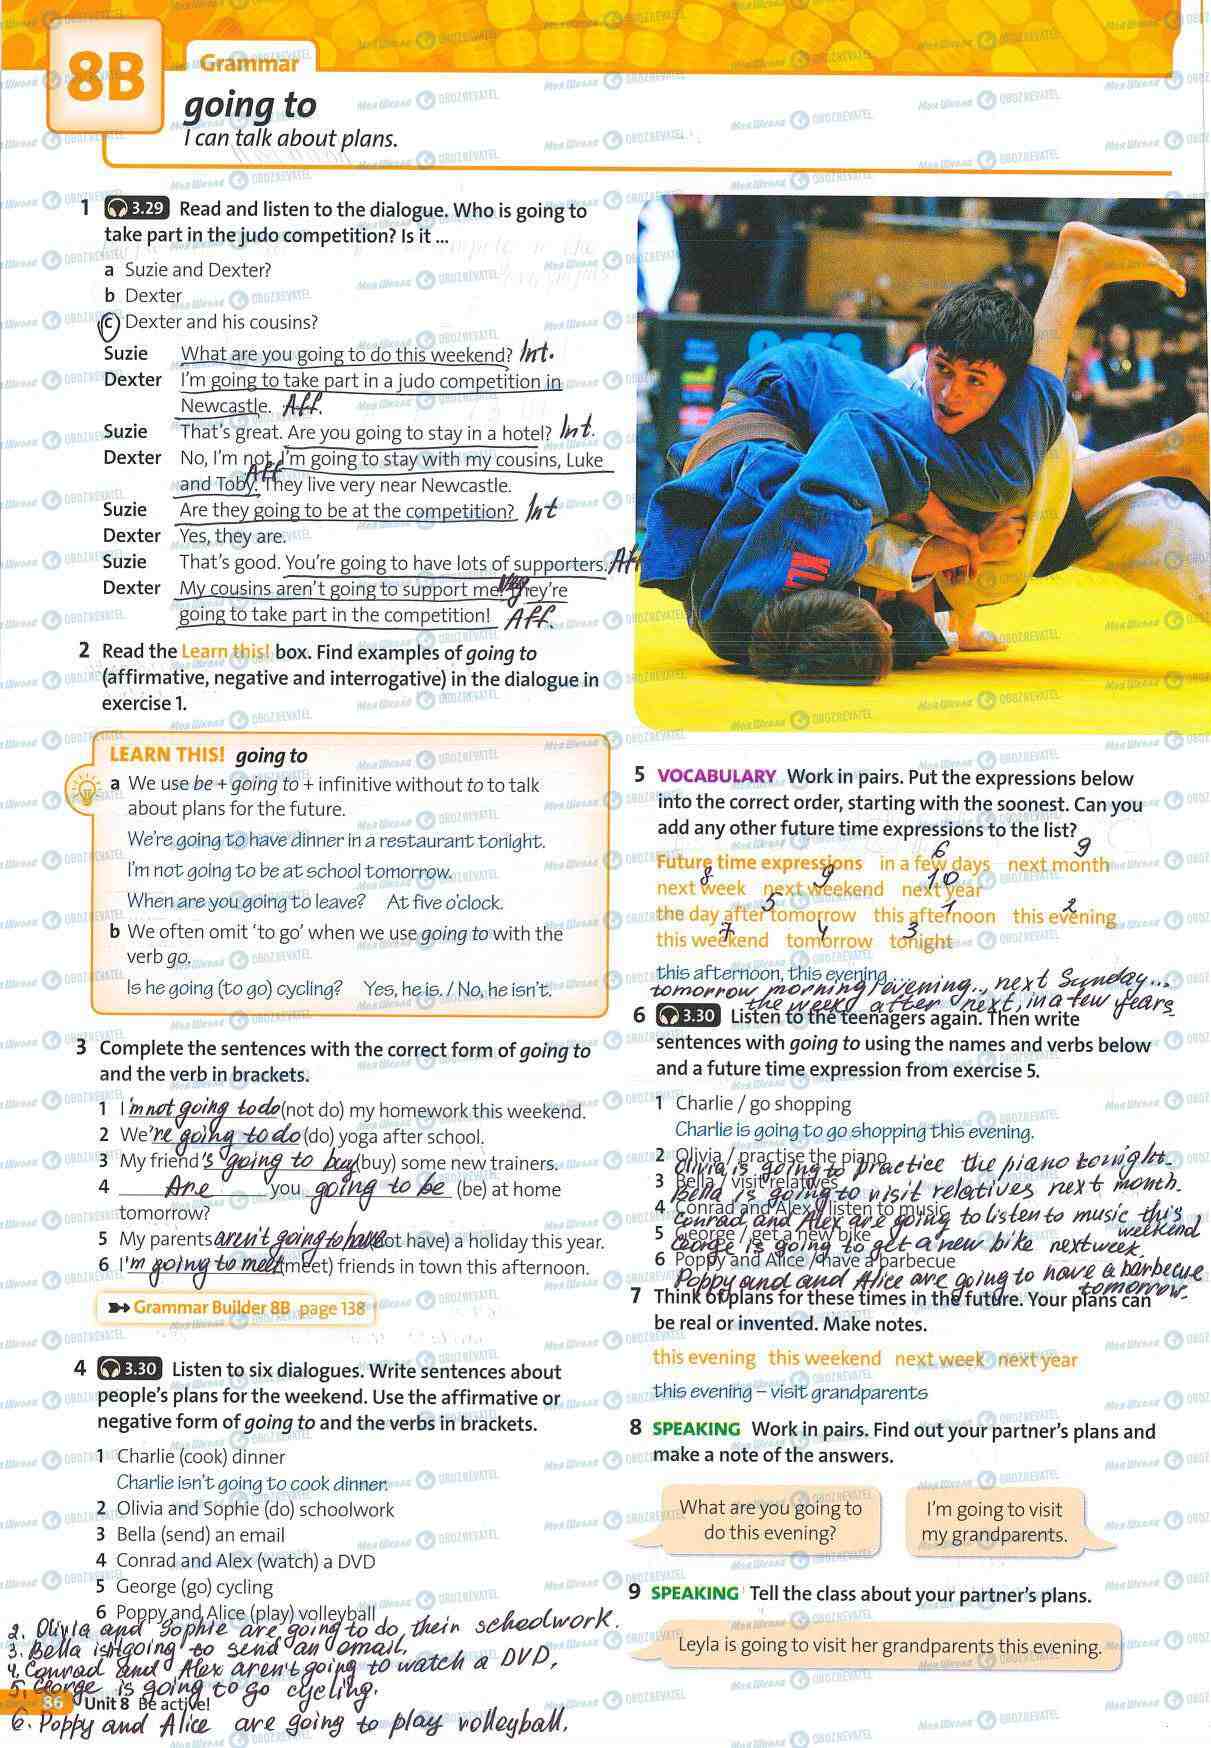 8B
Grammar
going to
I can talk about plans.
1 3.29 Read and listen to the dialogue. Who is going to
take part in the judo competition? Is it ...
a Suzie and Dexter?
b Dexter
c Dexter and his cousins?
Suzie What are you going to do this weekend? Int.
Dexter I'm going to take part in a judo competition in
Newcastle. Aff.
Suzie That's great. Are you going to stay in a hotel? Int.
Dexter No, I'm not. I'm going to stay with my cousins, Luke
and Toby. Aff They live very near Newcastle.
Suzie Are they going to be at the competition? Int
Dexter Yes, they are.
Suzie That's good. You're going to have lots of supporters. Aff
Dexter My cousins aren't going to support me! Neg They're
going to take part in the competition! Aff.
2 Read the Learn this! box. Find examples of going to
(affirmative, negative and interrogative) in the dialogue in
exercise 1.
LEARN THIS! going to
a We use be + going to + infinitive without to to talk
about plans for the future.
We're going to have dinner in a restaurant tonight.
I'm not going to be at school tomorrow.
When are you going to leave? At five o'clock.
b We often omit 'to go' when we use going to with the
verb go.
Is he going (to go) cycling? Yes, he is. / No, he isn't.
3 Complete the sentences with the correct form of going to
and the verb in brackets.
1 I'm not going to do (not do) my homework this weekend.
2 We're going to do (do) yoga after school.
3 My friend's going to buy (buy) some new trainers.
4 Are you going to be (be) at home
tomorrow?
5 My parents aren't going to have (not have) a holiday this year.
6 I'm going to meet (meet) friends in town this afternoon.
Grammar Builder 8B page 138
4 3.30 Listen to six dialogues. Write sentences about
people's plans for the weekend. Use the affirmative or
negative form of going to and the verbs in brackets.
1 Charlie (cook) dinner
Charlie isn't going to cook dinner.
2 Olivia and Sophie (do) schoolwork
3 Bella (send) an email
4 Conrad and Alex (watch) a DVD
5 George (go) cycling
6 Poppy and Alice (play) volleyball
2. Olivia and Sophie are going to do their schoolwork.
3. Bella isn't going to send an email.
4. Conrad and Alex aren't going to watch a DVD.
5. George is going to go cycling.
86 Unit 8 Be active!
6. Poppy and Alice are going to play volleyball.
5 VOCABULARY Work in pairs. Put the expressions below
into the correct order, starting with the soonest. Can you
add any other future time expressions to the list?
6 9
Future time expressions in a few days next month
8 9 10
next week next weekend next year
5 1 2
the day after tomorrow this afternoon this evening
7 4 3
this weekend tomorrow tonight
this afternoon, this evening ...
tomorrow morning / evening.., next Sunday...
the week after next, in a few years
6 3.30 Listen to the teenagers again. Then write
sentences with going to using the names and verbs below
and a future time expression from exercise 5.
1 Charlie / go shopping
Charlie is going to go shopping this evening.
2 Olivia / practise the piano
Olivia is going to practice the piano tonight.
3 Bella / visit relatives
Bella is going to visit relatives next month.
4 Conrad and Alex / listen to music
Conrad and Alex are going to listen to music this
weekend
5 George / get a new bike
George is going to get a new bike next week.
6 Poppy and Alice / have a barbecue
Poppy and and Alice are going to have a barbecue
tomorrow.
7 Think of plans for these times in the future. Your plans can
be real or invented. Make notes.
this evening this weekend next week next year
this evening – visit grandparents
8 SPEAKING Work in pairs. Find out your partner's plans and
make a note of the answers.
What are you going to
do this evening?
I'm going to visit
my grandparents.
9 SPEAKING Tell the class about your partner's plans.
Leyla is going to visit her grandparents this evening.
Моя Школа OBOZREVATEL